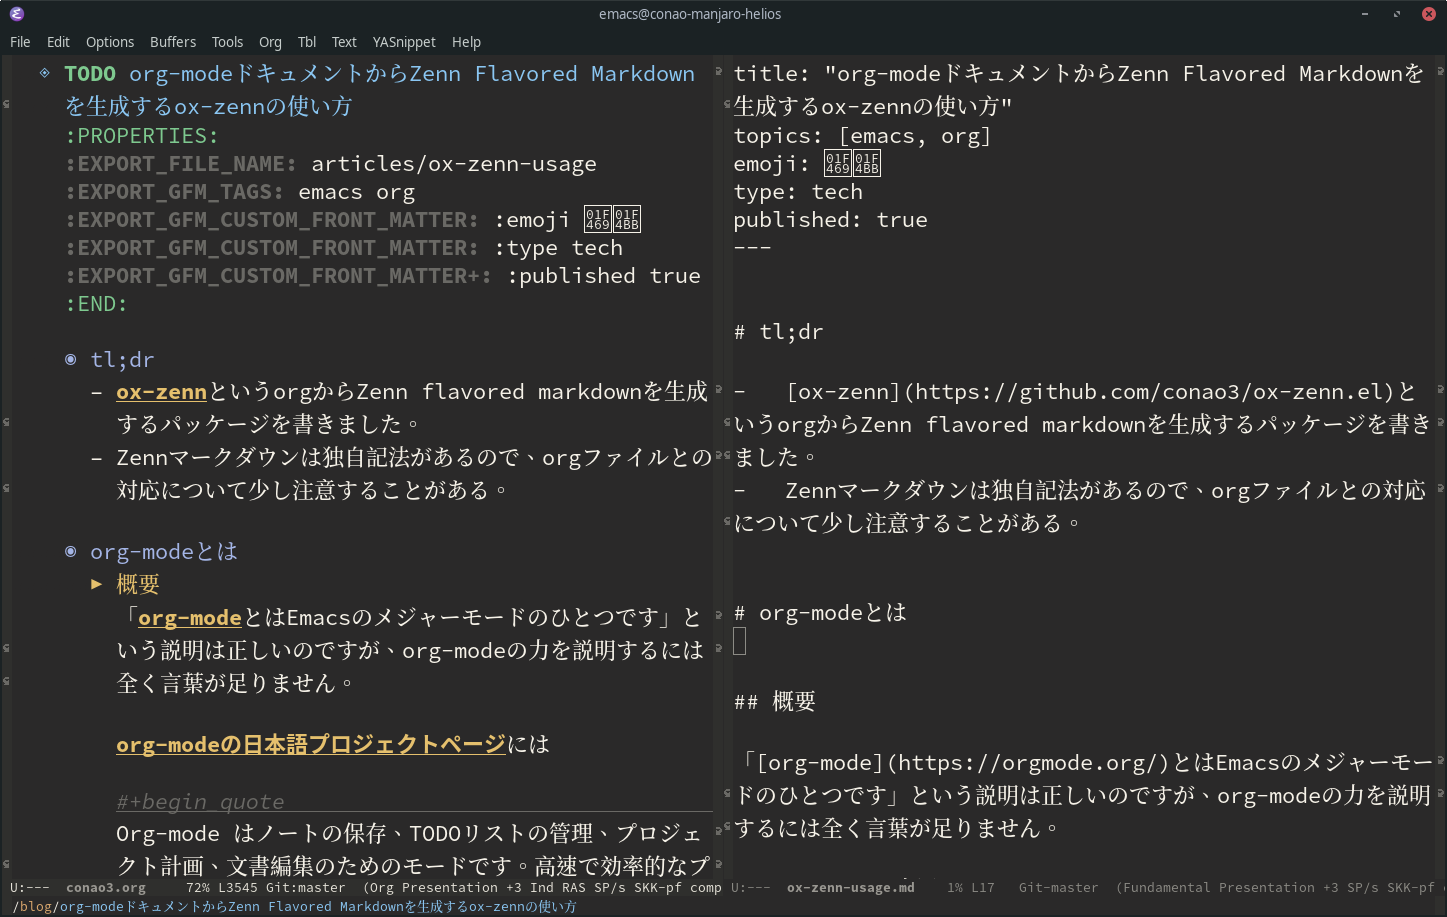 emacs@conao-manjaro-helios
File Edit Options Buffers Tools Org Tbl Text YASnippet Help
TODO org-modeドキュメントからZenn Flavored Markdown
を生成するox-zennの使い方
:PROPERTIES:
:EXPORT_FILE_NAME: articles/ox-zenn-usage
:EXPORT_GFM_TAGS: emacs org
:EXPORT_GFM_CUSTOM_FRONT_MATTER: :emoji 01F469 01F4BB
:EXPORT_GFM_CUSTOM_FRONT_MATTER: :type tech
:EXPORT_GFM_CUSTOM_FRONT_MATTER+: :published true
:END:
◉ tl;dr
– ox-zennというorgからZenn flavored markdownを生成
するパッケージを書きました。
– Zennマークダウンは独自記法があるので、orgファイルとの
対応について少し注意することがある。
◉ org-modeとは
► 概要
「org-modeとはEmacsのメジャーモードのひとつです」と
いう説明は正しいのですが、org-modeの力を説明するには
全く言葉が足りません。
org-modeの日本語プロジェクトページには
#+begin_quote
Org-mode はノートの保存、TODOリストの管理、プロジェ
クト計画、文書編集のためのモードです。高速で効率的なプ
U:--- conao3.org 72% L3545 Git:master (Org Presentation +3 Ind RAS SP/s SKK-pf comp
title: "org-modeドキュメントからZenn Flavored Markdownを
生成するox-zennの使い方"
topics: [emacs, org]
emoji: 01F469 01F4BB
type: tech
published: true
---
# tl;dr
- [ox-zenn](https://github.com/conao3/ox-zenn.el)と
いうorgからZenn flavored markdownを生成するパッケージを書き
ました。
- Zennマークダウンは独自記法があるので、orgファイルとの対応
について少し注意することがある。
# org-modeとは
## 概要
「[org-mode](https://orgmode.org/)とはEmacsのメジャーモー
ドのひとつです」という説明は正しいのですが、org-modeの力を説明
するには全く言葉が足りません。
U:--- ox-zenn-usage.md 1% L17 Git-master (Fundamental Presentation +3 SP/s SKK-pf c
/blog/org-modeドキュメントからZenn Flavored Markdownを生成するox-zennの使い方